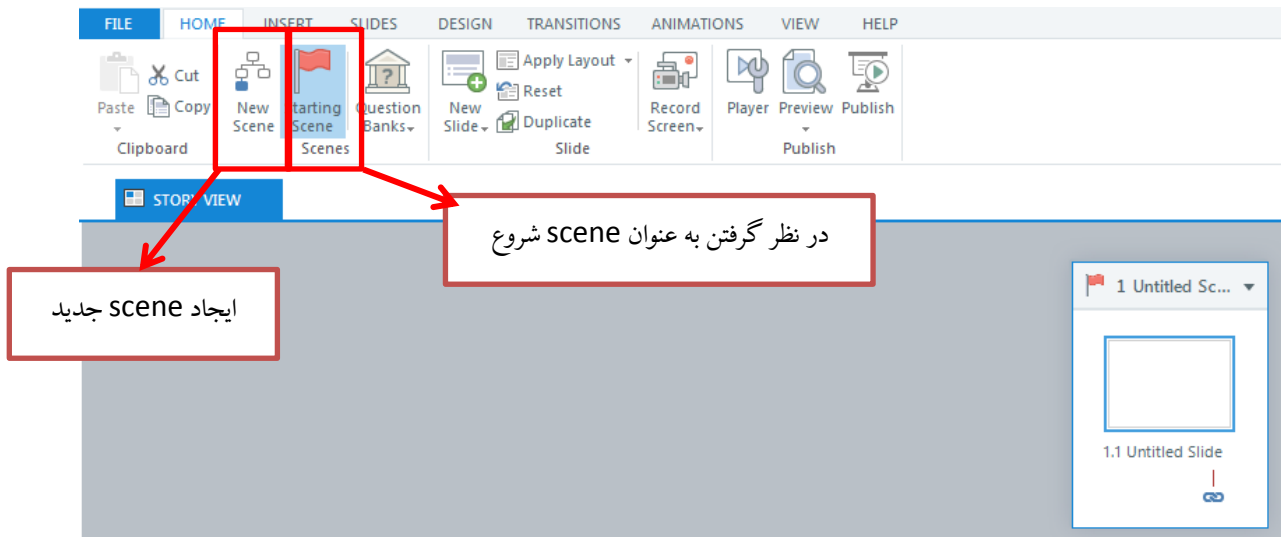 FILE HOME INSERT SLIDES DESIGN TRANSITIONS ANIMATIONS VIEW HELP
Paste
Cut
Copy
Clipboard
New
Scene
Starting
Scene
Question
Banks
Scenes
New
Slide
Apply Layout
Reset
Duplicate
Slide
Record
Screen
Player
Preview
Publish
Publish
STORY VIEW
در نظر گرفتن به عنوان scene شروع
ایجاد scene جدید
1 Untitled Sc...
1.1 Untitled Slide